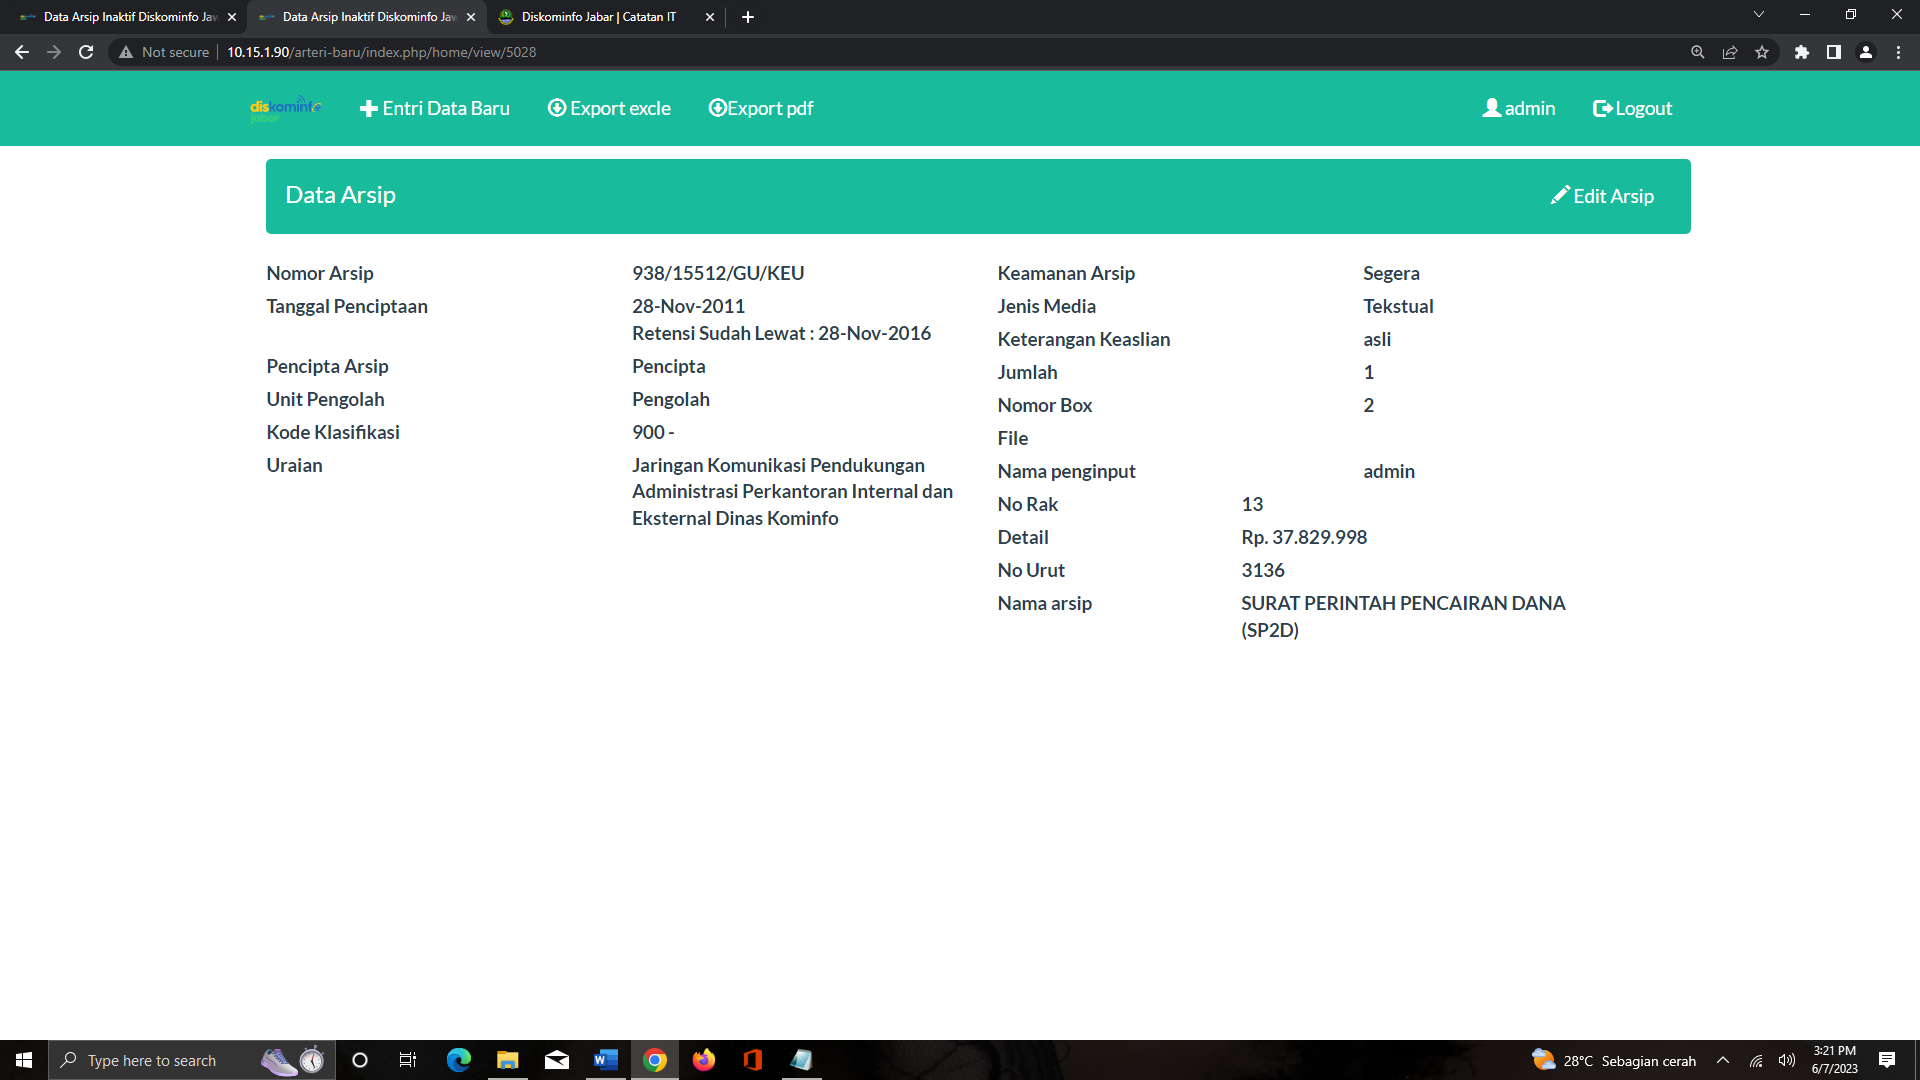 Data Arsip Inaktif Diskominfo Jaw
Data Arsip Inaktif Diskominfo Jaw
Diskominfo Jabar | Catatan IT
Not secure
10.15.1.90/arteri-baru/index.php/home/view/5028
diskominfo
jabar
Entri Data Baru
Export excle
Export pdf
admin
Logout
Data Arsip
Edit Arsip
Nomor Arsip 938/15512/GU/KEU
Tanggal Penciptaan 28-Nov-2011
Retensi Sudah Lewat : 28-Nov-2016
Pencipta Arsip Pencipta
Unit Pengolah Pengolah
Kode Klasifikasi 900 -
Uraian Jaringan Komunikasi Pendukungan
Administrasi Perkantoran Internal dan
Eksternal Dinas Kominfo
Keamanan Arsip Segera
Jenis Media Tekstual
Keterangan Keaslian asli
Jumlah 1
Nomor Box 2
File
Nama penginput admin
No Rak 13
Detail Rp. 37.829.998
No Urut 3136
Nama arsip SURAT PERINTAH PENCAIRAN DANA
(SP2D)
Type here to search
28°C Sebagian cerah
3:21 PM
6/7/2023